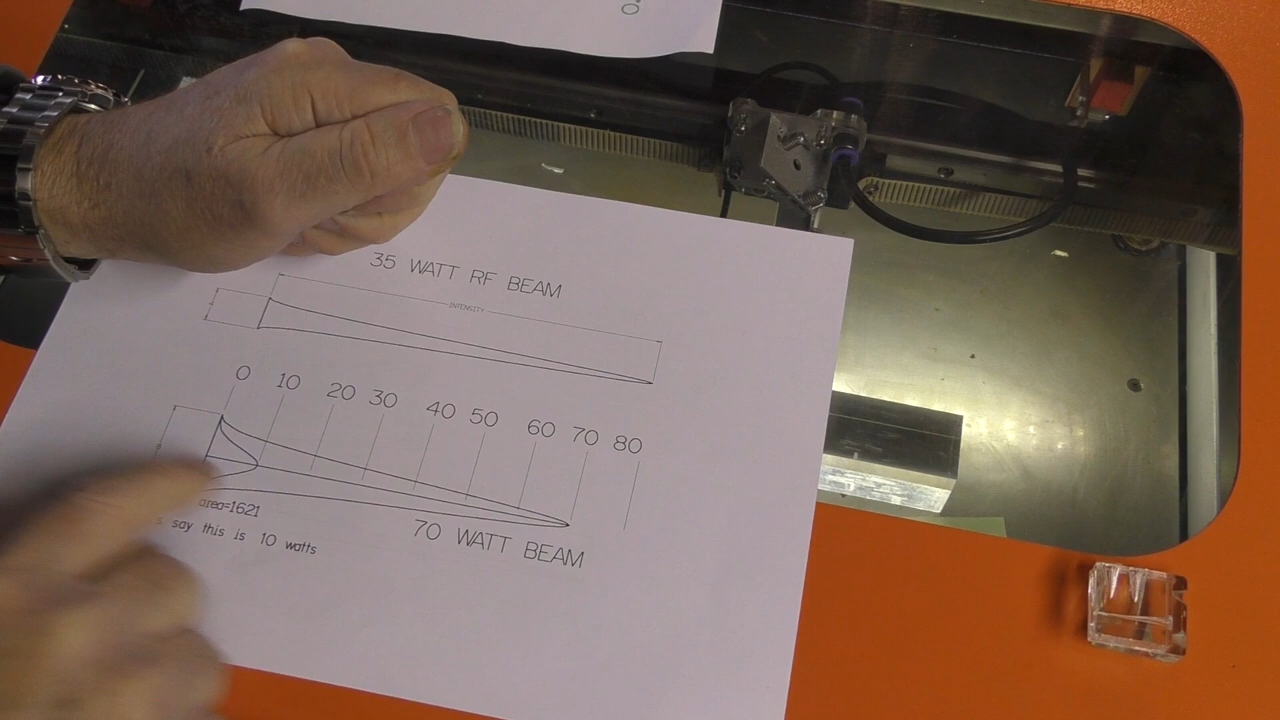 35 WATT RF BEAM
INTENSITY
0 10 20 30 40 50 60 70 80
area=1621
say this is 10 watts
70 WATT BEAM